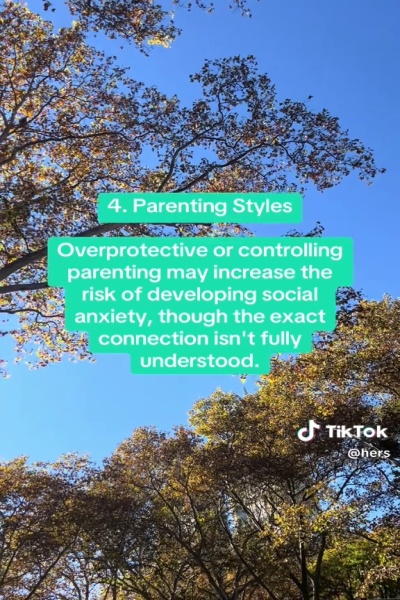 4. Parenting Styles
Overprotective or controlling
parenting may increase the
risk of developing social
anxiety, though the exact
connection isn't fully
understood.
TikTok
@hers